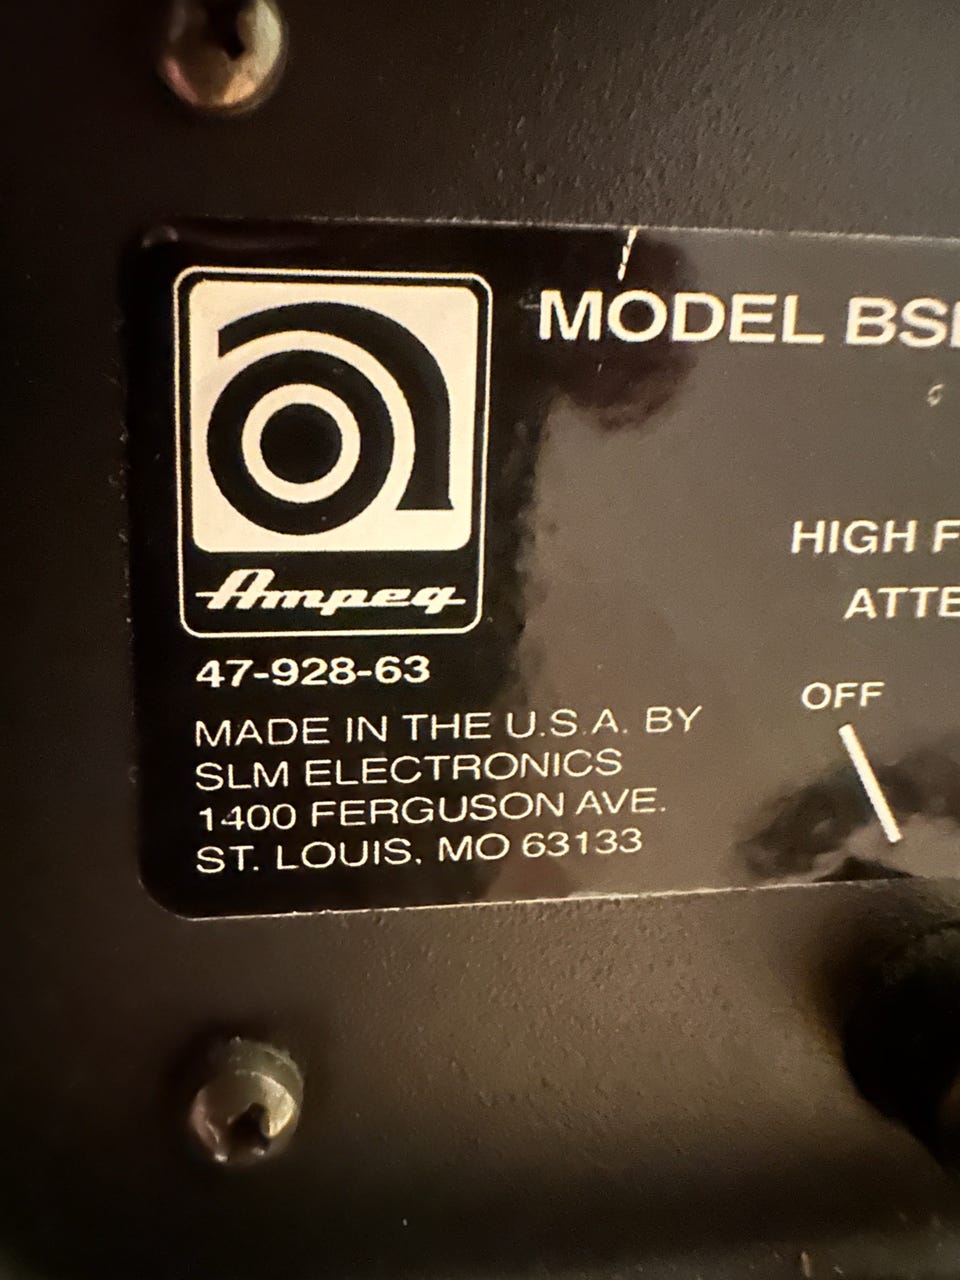 MODEL BS
HIGH F
ATTE
OFF
Ampeg
47-928-63
MADE IN THE U.S.A. BY
SLM ELECTRONICS
1400 FERGUSON AVE.
ST. LOUIS, MO 63133